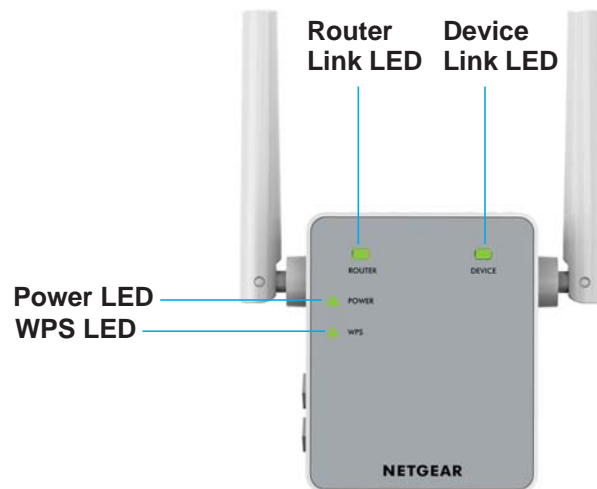 Router
Link LED
Device
Link LED
ROUTER
DEVICE
Power LED
POWER
WPS LED
WPS
NETGEAR